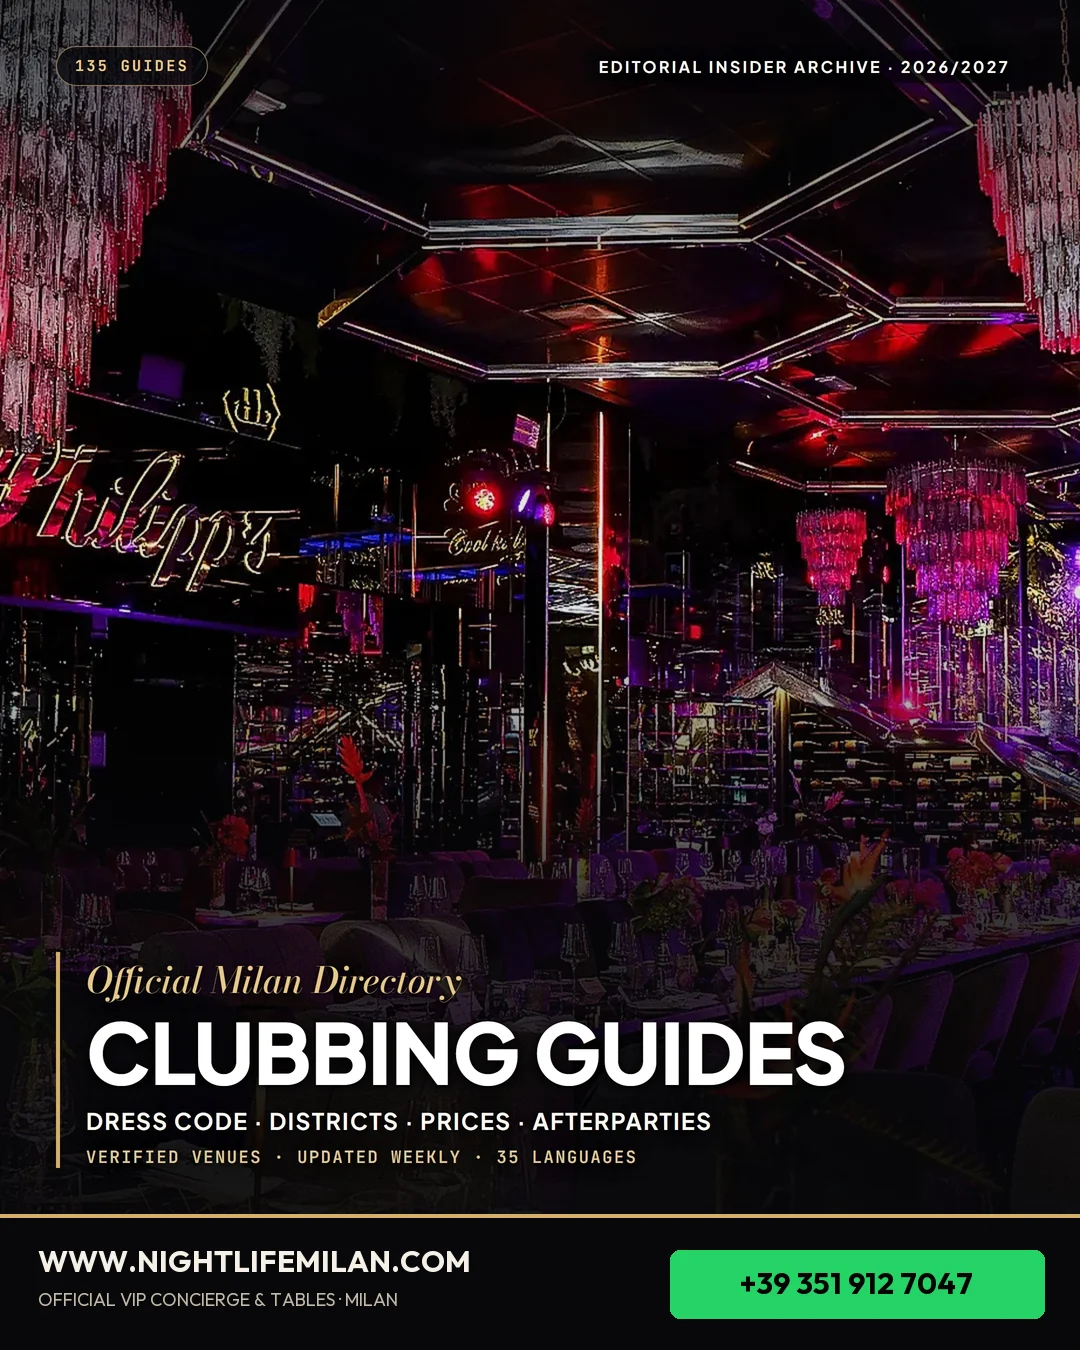 135 GUIDES
EDITORIAL INSIDER ARCHIVE · 2026/2027
Philipp's
Official Milan Directory
CLUBBING GUIDES
DRESS CODE · DISTRICTS · PRICES · AFTERPARTIES
VERIFIED VENUES · UPDATED WEEKLY · 35 LANGUAGES
WWW.NIGHTLIFEMILAN.COM
OFFICIAL VIP CONCIERGE & TABLES · MILAN
+39 351 912 7047